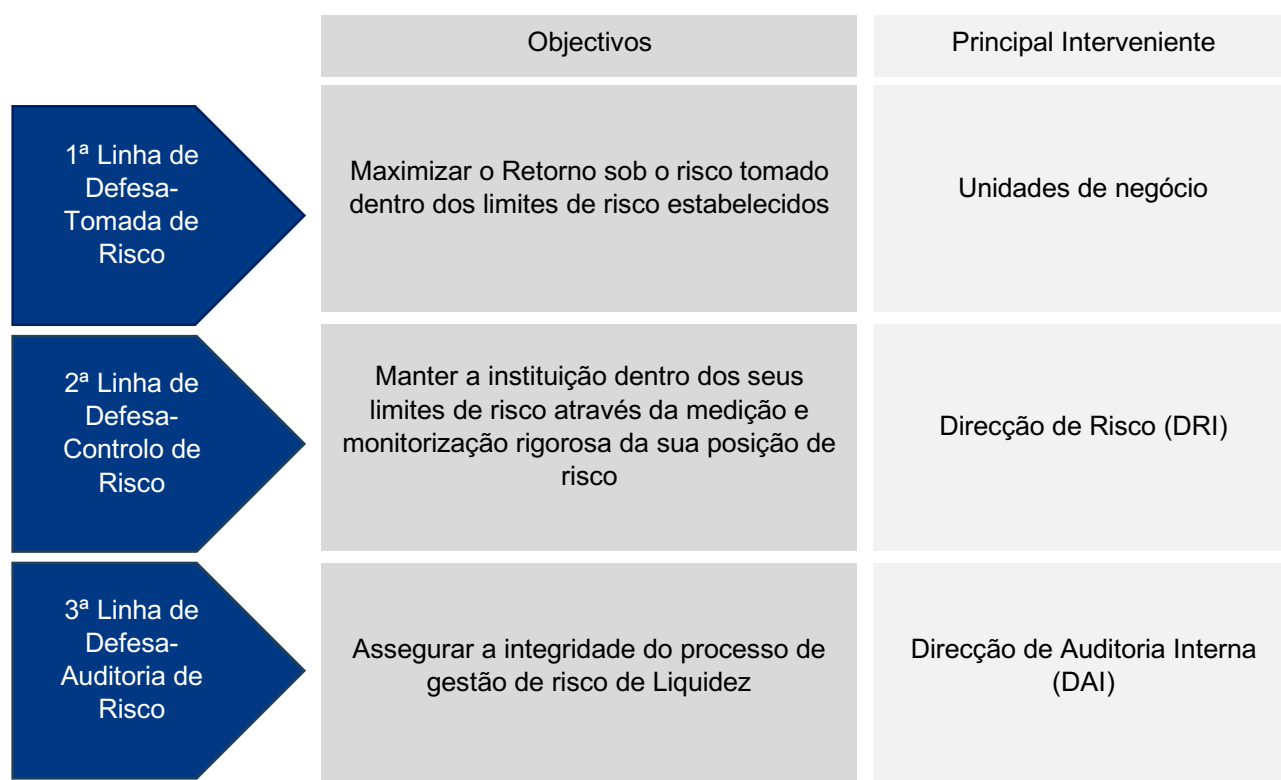 Objectivos
Principal Interveniente
1ª Linha de
Defesa-
Tomada de
Risco
Maximizar o Retorno sob o risco tomado
dentro dos limites de risco estabelecidos
Unidades de negócio
2ª Linha de
Defesa-
Controlo de
Risco
Manter a instituição dentro dos seus
limites de risco através da medição e
monitorização rigorosa da sua posição de
risco
Direcção de Risco (DRI)
3ª Linha de
Defesa-
Auditoria de
Risco
Assegurar a integridade do processo de
gestão de risco de Liquidez
Direcção de Auditoria Interna
(DAI)